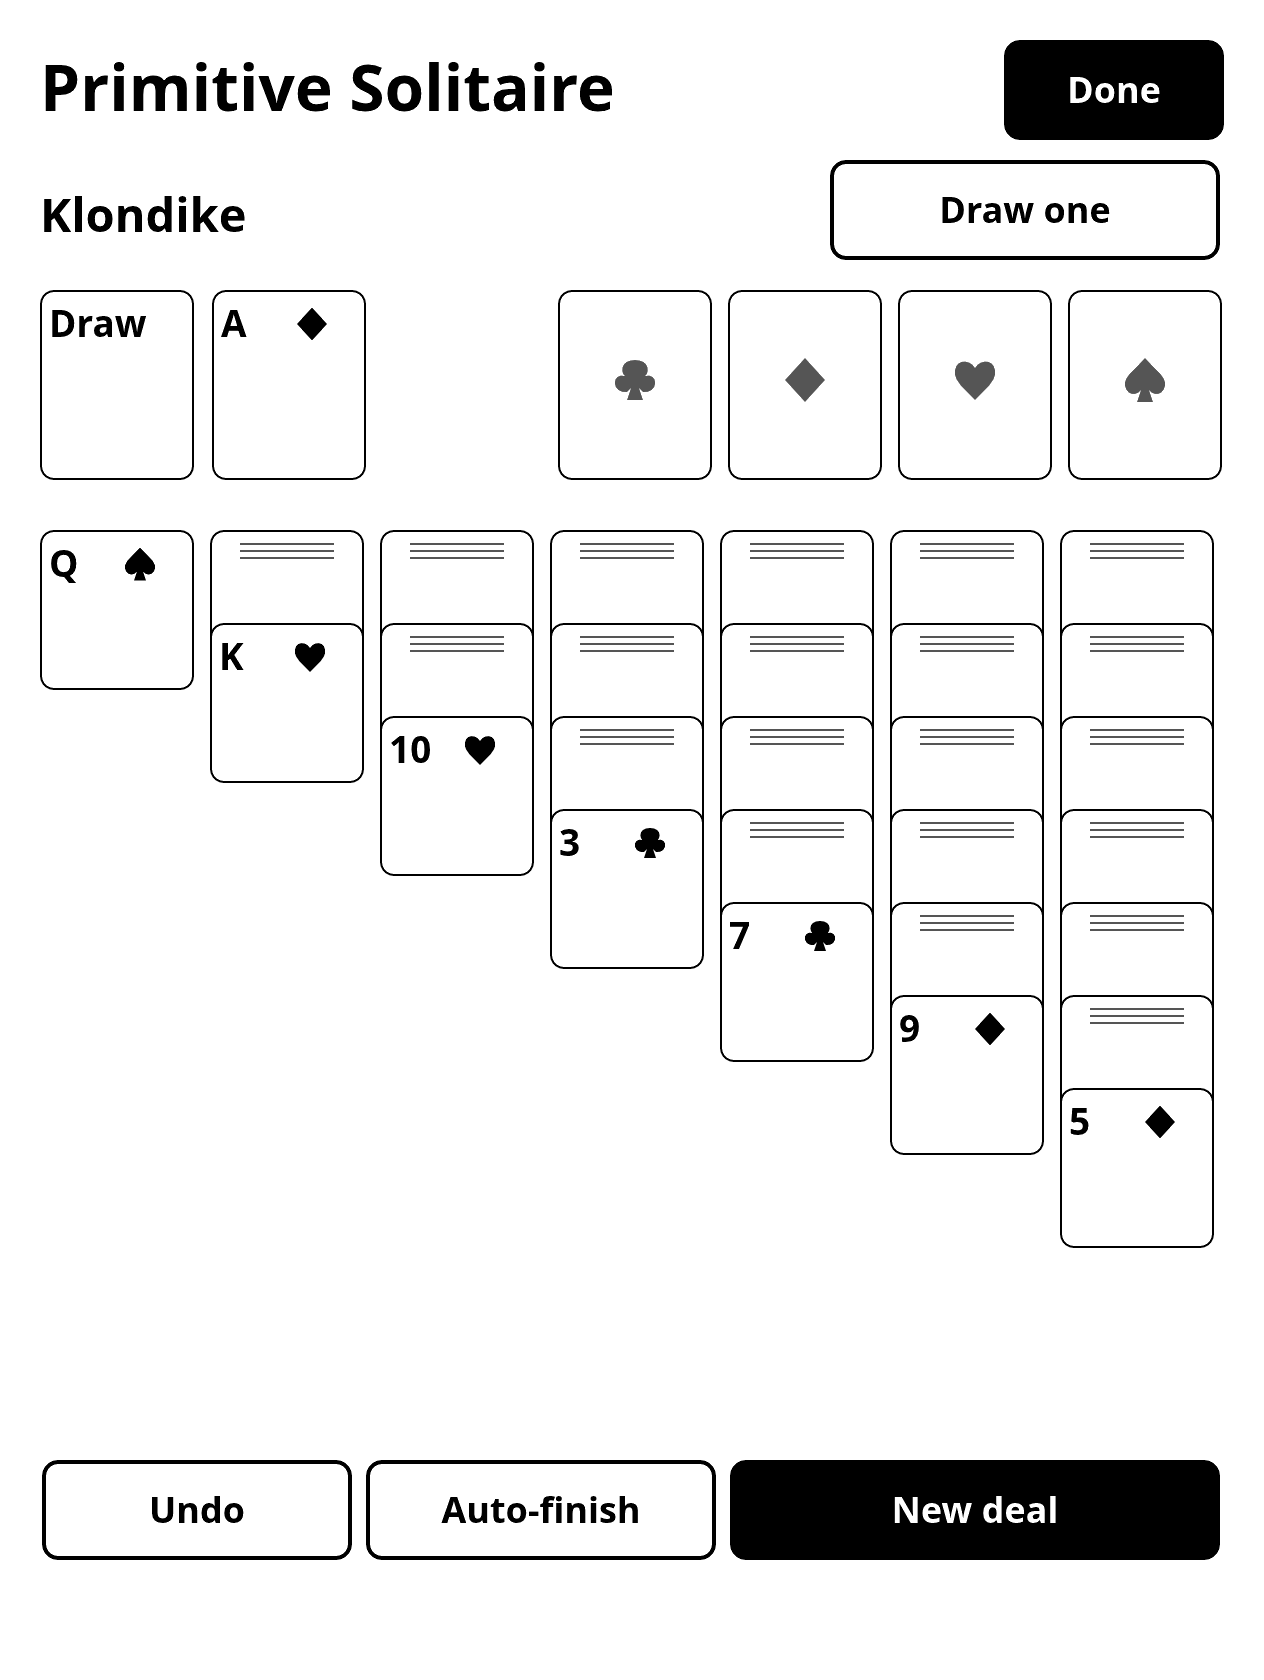 Primitive Solitaire
Done
Klondike
Draw one
Draw
A
Q
K
10
3
7
9
5
Undo
Auto-finish
New deal